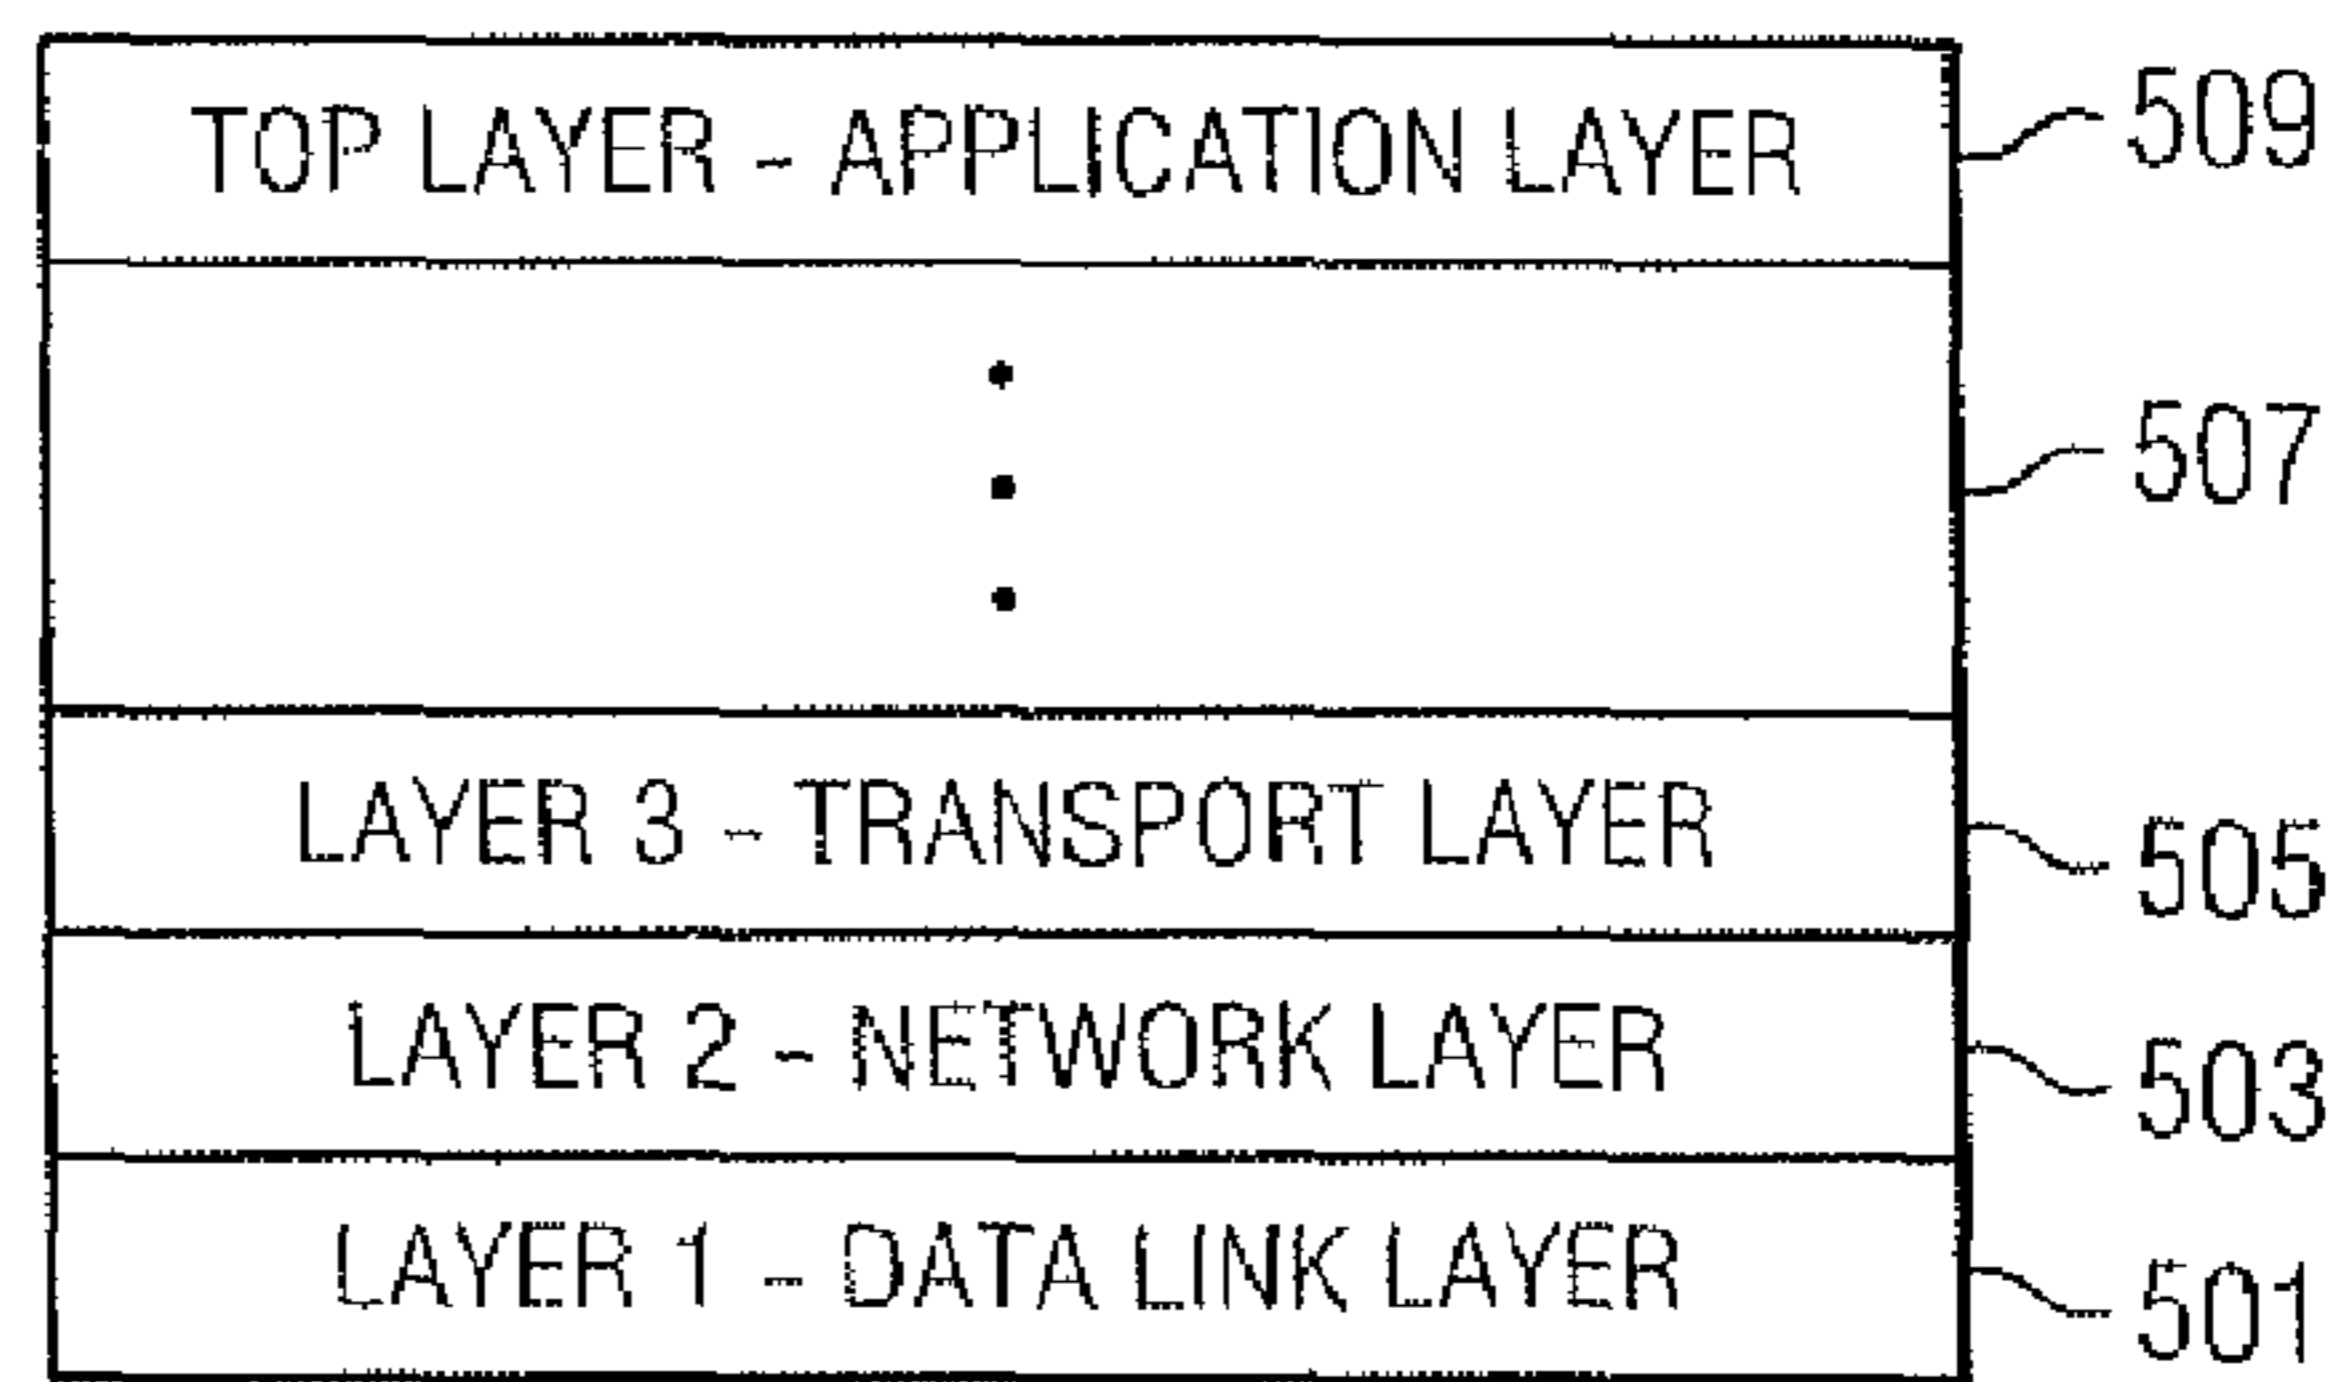 TOP LAYER - APPLICATION LAYER 509
507
LAYER 3 - TRANSPORT LAYER 505
LAYER 2 - NETWORK LAYER 503
LAYER 1 - DATA LINK LAYER 501